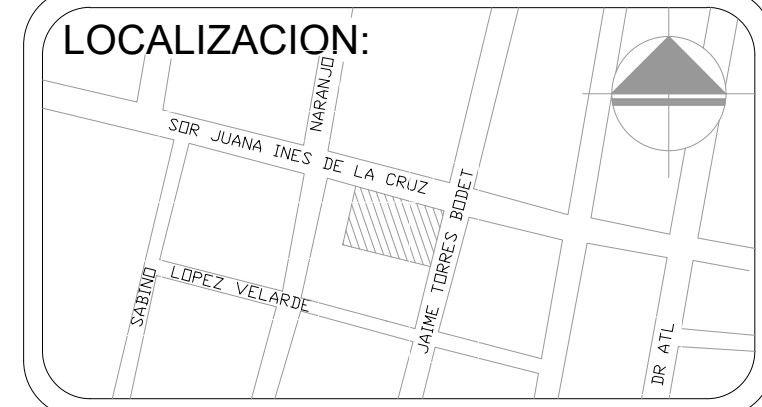 LOCALIZACION:
NARANJO
SOR JUANA INES DE LA CRUZ
JAIME TORRES BODET
LOPEZ VELARDE
SABINO
DR ATL